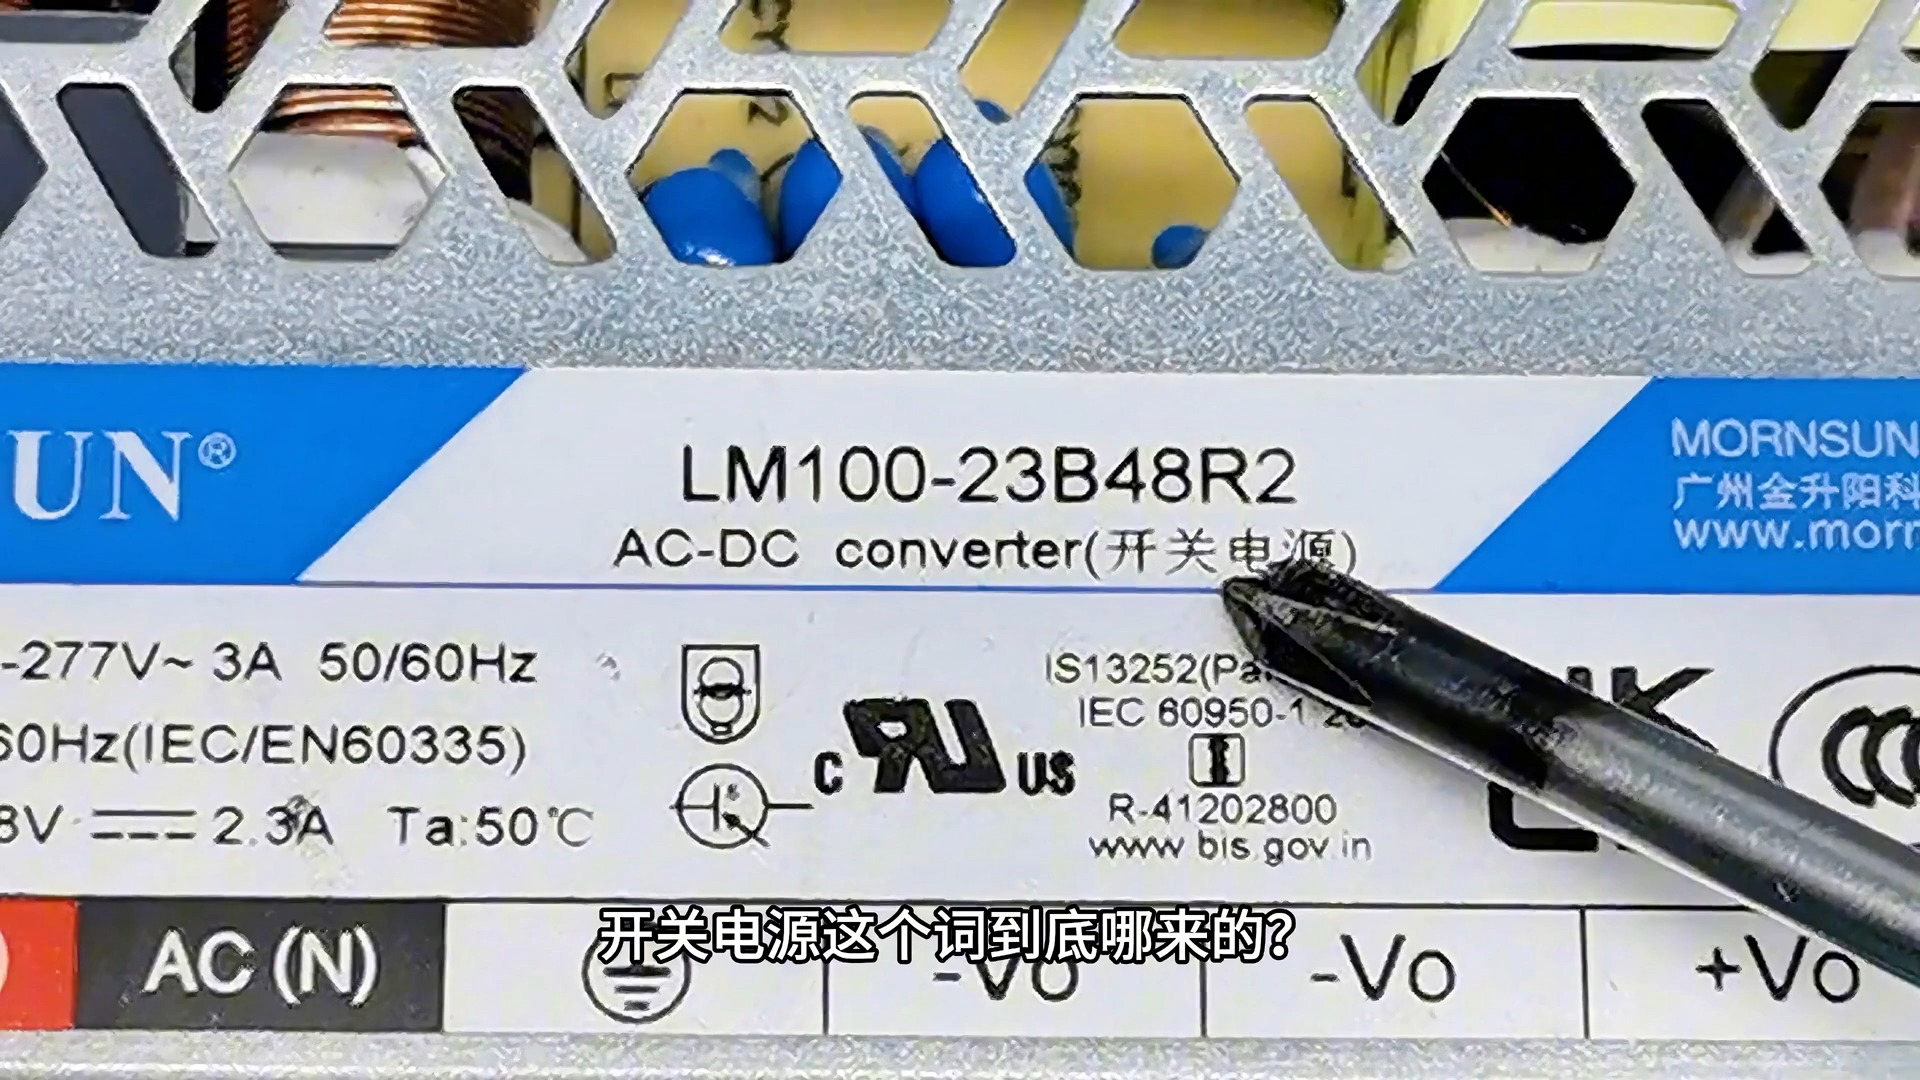 UN®
LM100-23B48R2
AC-DC converter(开关电源)
MORNSUN
广州金升阳科
www.morn
-277V~ 3A 50/60Hz
60Hz(IEC/EN60335)
8V 2.3A Ta:50℃
C US
IS13252(Pa
IEC 60950-1
R-41202800
www.bis.gov.in
AC (N)
-Vo
-Vo
+Vo
开关电源这个词到底哪来的?